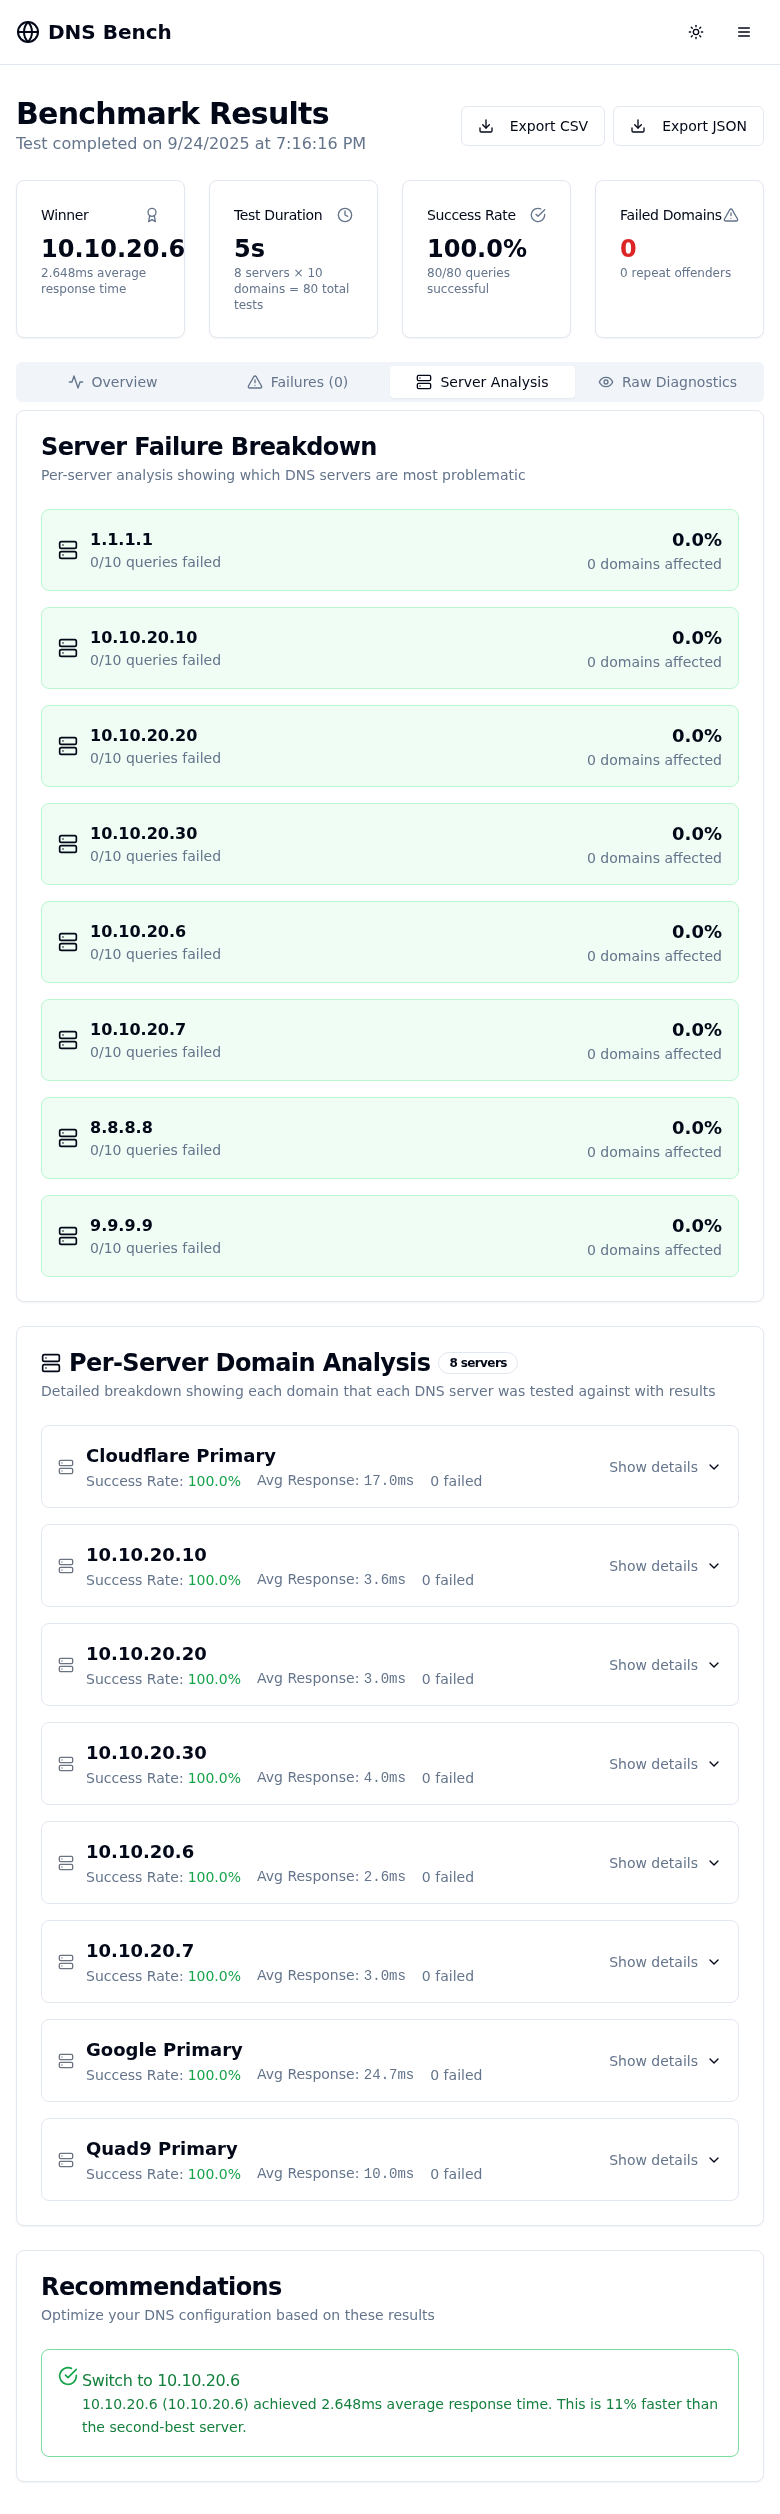 DNS Bench
Benchmark Results
Test completed on 9/24/2025 at 7:16:16 PM
Export CSV
Export JSON
Winner
10.10.20.6
2.648ms average
response time
Test Duration
5s
8 servers × 10
domains = 80 total
tests
Success Rate
100.0%
80/80 queries
successful
Failed Domains
0
0 repeat offenders
Overview
Failures (0)
Server Analysis
Raw Diagnostics
Server Failure Breakdown
Per-server analysis showing which DNS servers are most problematic
1.1.1.1
0/10 queries failed
0.0%
0 domains affected
10.10.20.10
0/10 queries failed
0.0%
0 domains affected
10.10.20.20
0/10 queries failed
0.0%
0 domains affected
10.10.20.30
0/10 queries failed
0.0%
0 domains affected
10.10.20.6
0/10 queries failed
0.0%
0 domains affected
10.10.20.7
0/10 queries failed
0.0%
0 domains affected
8.8.8.8
0/10 queries failed
0.0%
0 domains affected
9.9.9.9
0/10 queries failed
0.0%
0 domains affected
Per-Server Domain Analysis 8 servers
Detailed breakdown showing each domain that each DNS server was tested against with results
Cloudflare Primary
Success Rate: 100.0% Avg Response: 17.0ms 0 failed
Show details
10.10.20.10
Success Rate: 100.0% Avg Response: 3.6ms 0 failed
Show details
10.10.20.20
Success Rate: 100.0% Avg Response: 3.0ms 0 failed
Show details
10.10.20.30
Success Rate: 100.0% Avg Response: 4.0ms 0 failed
Show details
10.10.20.6
Success Rate: 100.0% Avg Response: 2.6ms 0 failed
Show details
10.10.20.7
Success Rate: 100.0% Avg Response: 3.0ms 0 failed
Show details
Google Primary
Success Rate: 100.0% Avg Response: 24.7ms 0 failed
Show details
Quad9 Primary
Success Rate: 100.0% Avg Response: 10.0ms 0 failed
Show details
Recommendations
Optimize your DNS configuration based on these results
Switch to 10.10.20.6
10.10.20.6 (10.10.20.6) achieved 2.648ms average response time. This is 11% faster than
the second-best server.